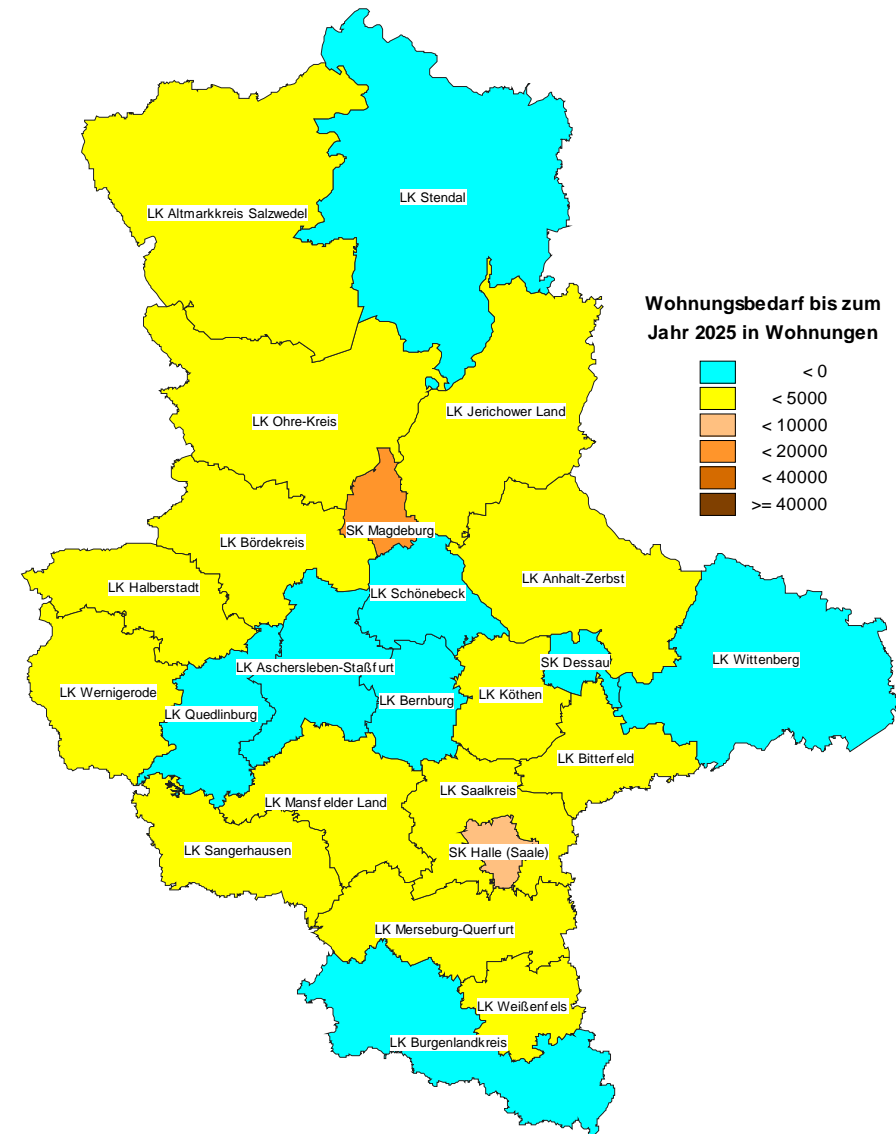 LK Stendal
LK Altmarkkreis Salzwedel
Wohnungsbedarf bis zum
Jahr 2025 in Wohnungen
< 0
< 5000
< 10000
< 20000
< 40000
>= 40000
LK Jerichower Land
LK Ohre-Kreis
SK Magdeburg
LK Bördekreis
LK Anhalt-Zerbst
LK Halberstadt
LK Schönebeck
LK Wittenberg
SK Dessau
LK Aschersleben-Staßfurt
LK Wernigerode
LK Köthen
LK Bernburg
LK Quedlinburg
LK Bitterfeld
LK Saalkreis
LK Mansfelder Land
LK Sangerhausen
SK Halle (Saale)
LK Merseburg-Querfurt
LK Weißenfels
LK Burgenlandkreis